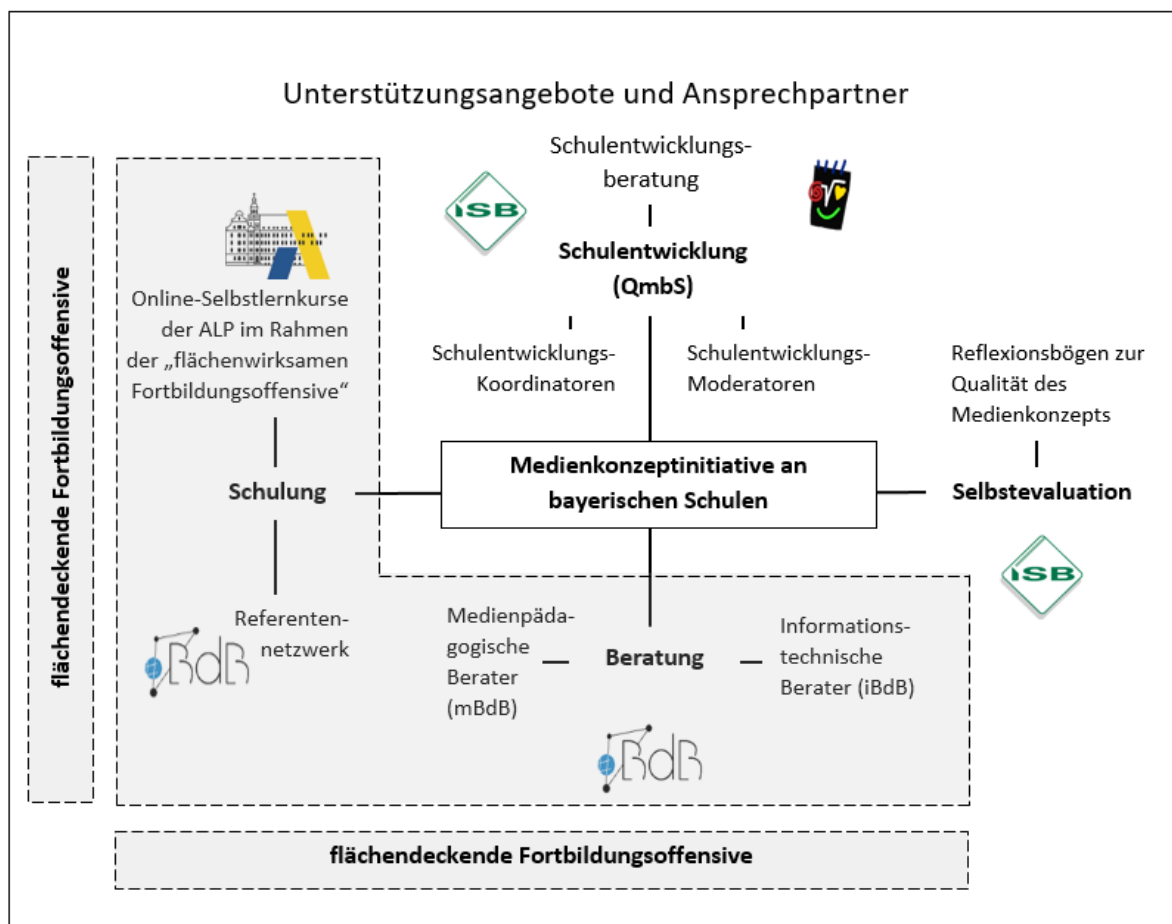 Unterstützungsangebote und Ansprechpartner
Schulentwicklungs-
beratung
iSB
Schulentwicklung
(QmbS)
Schulentwicklungs-
Koordinatoren
Schulentwicklungs-
Moderatoren
flächendeckende Fortbildungsoffensive
Online-Selbstlernkurse
der ALP im Rahmen
der „flächenwirksamen
Fortbildungsoffensive“
Schulung
Referenten-
netzwerk
BdB
Medienkonzeptinitiative an
bayerischen Schulen
Reflexionsbögen zur
Qualität des
Medienkonzepts
Selbstevaluation
iSB
Medienpäda-
gogische
Berater
(mBdB)
Beratung
Informations-
technische
Berater (iBdB)
BdB
flächendeckende Fortbildungsoffensive